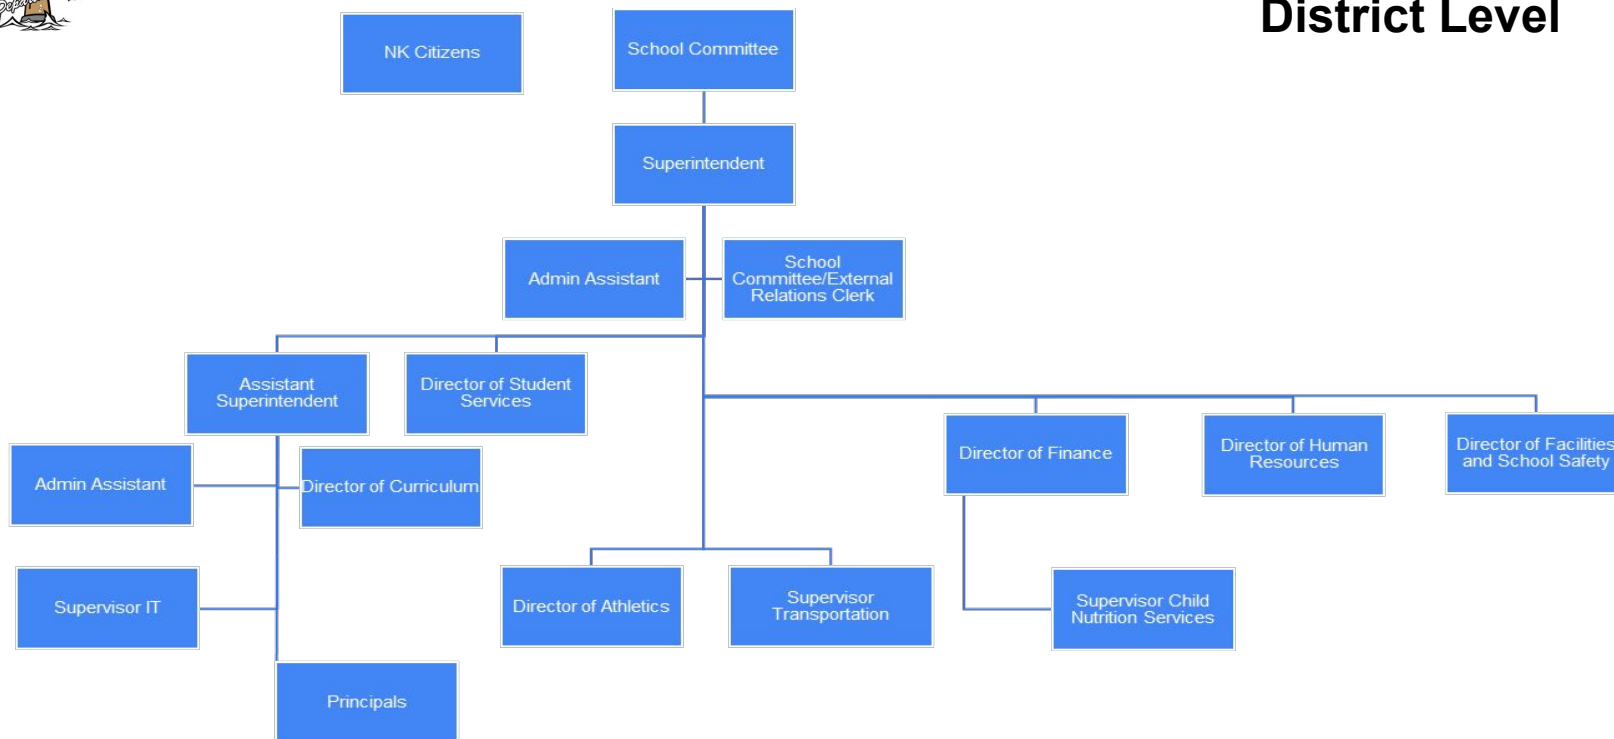 District Level
NK Citizens
School Committee
Superintendent
Admin Assistant
School
Committee/External
Relations Clerk
Assistant
Superintendent
Director of Student
Services
Director of Finance
Director of Human
Resources
Director of Facilities
and School Safety
Admin Assistant
Director of Curriculum
Supervisor IT
Director of Athletics
Supervisor
Transportation
Supervisor Child
Nutrition Services
Principals